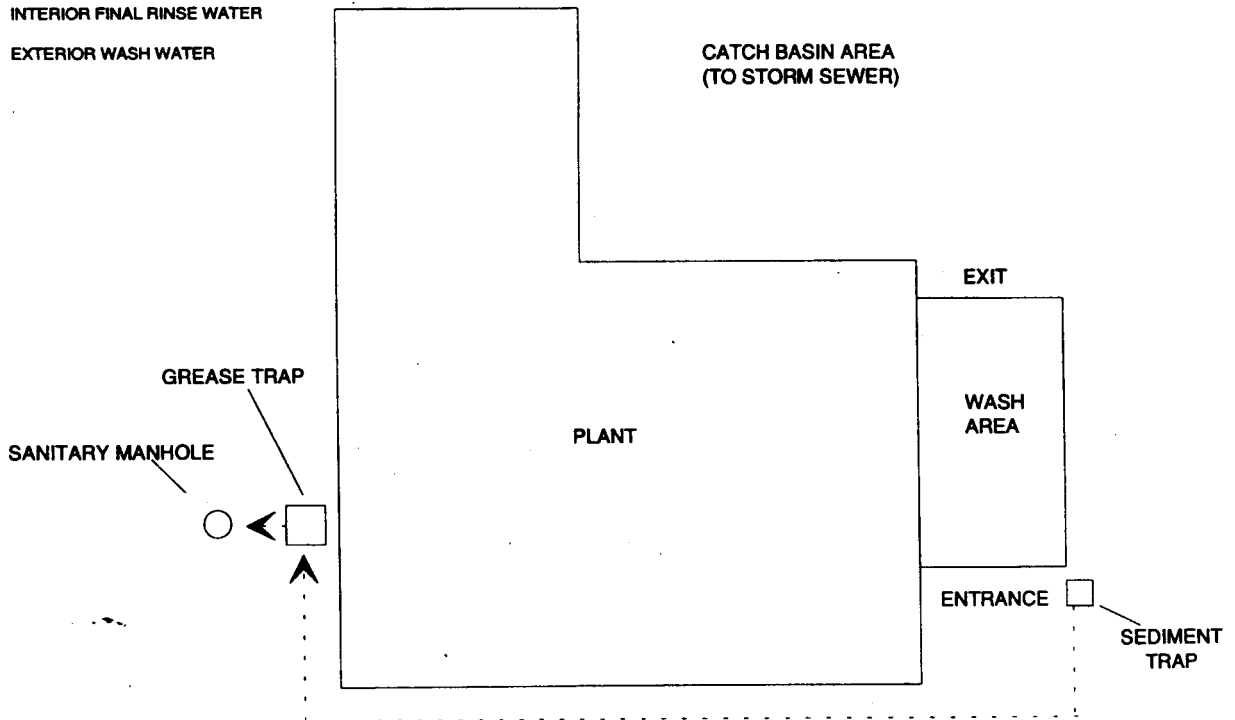 INTERIOR FINAL RINSE WATER
EXTERIOR WASH WATER
CATCH BASIN AREA
(TO STORM SEWER)
EXIT
GREASE TRAP
WASH
AREA
PLANT
SANITARY MANHOLE
ENTRANCE
SEDIMENT
TRAP